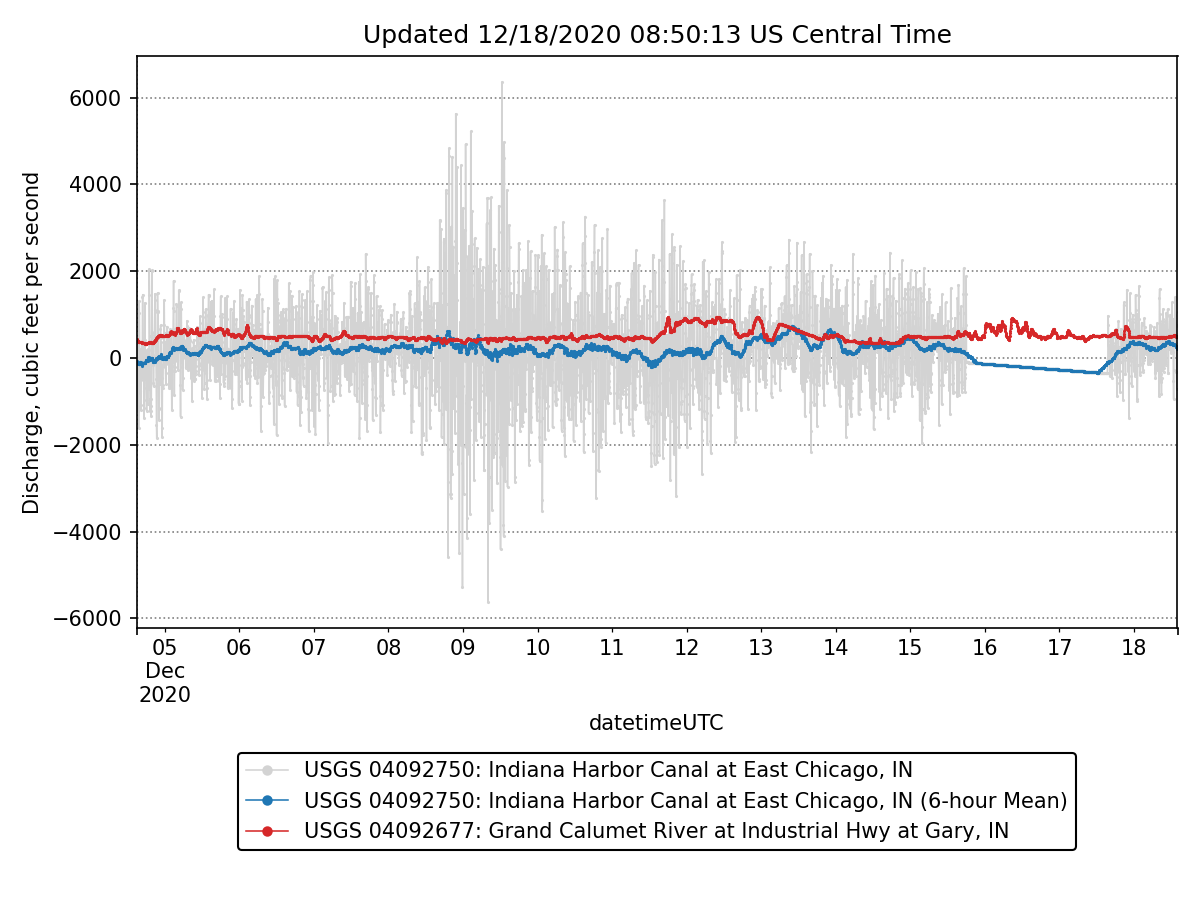 Updated 12/18/2020 08:50:13 US Central Time
Discharge, cubic feet per second
6000
4000
2000
0
−2000
−4000
−6000
05 06 07 08 09 10 11 12 13 14 15 16 17 18
Dec
2020
datetimeUTC
USGS 04092750: Indiana Harbor Canal at East Chicago, IN
USGS 04092750: Indiana Harbor Canal at East Chicago, IN (6-hour Mean)
USGS 04092677: Grand Calumet River at Industrial Hwy at Gary, IN